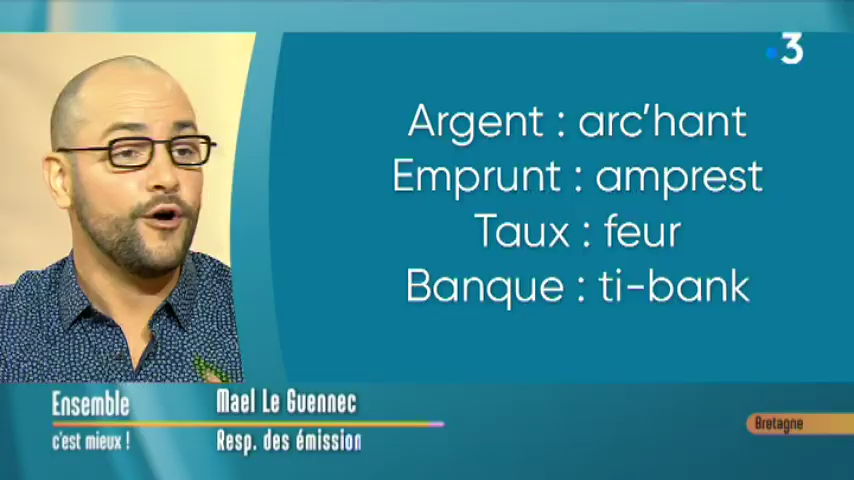 3
Argent : arc'hant
Emprunt : amprest
Taux : feur
Banque : ti-bank
Ensemble
c'est mieux !
Mael Le Guennec
Resp. des émission
Bretagne